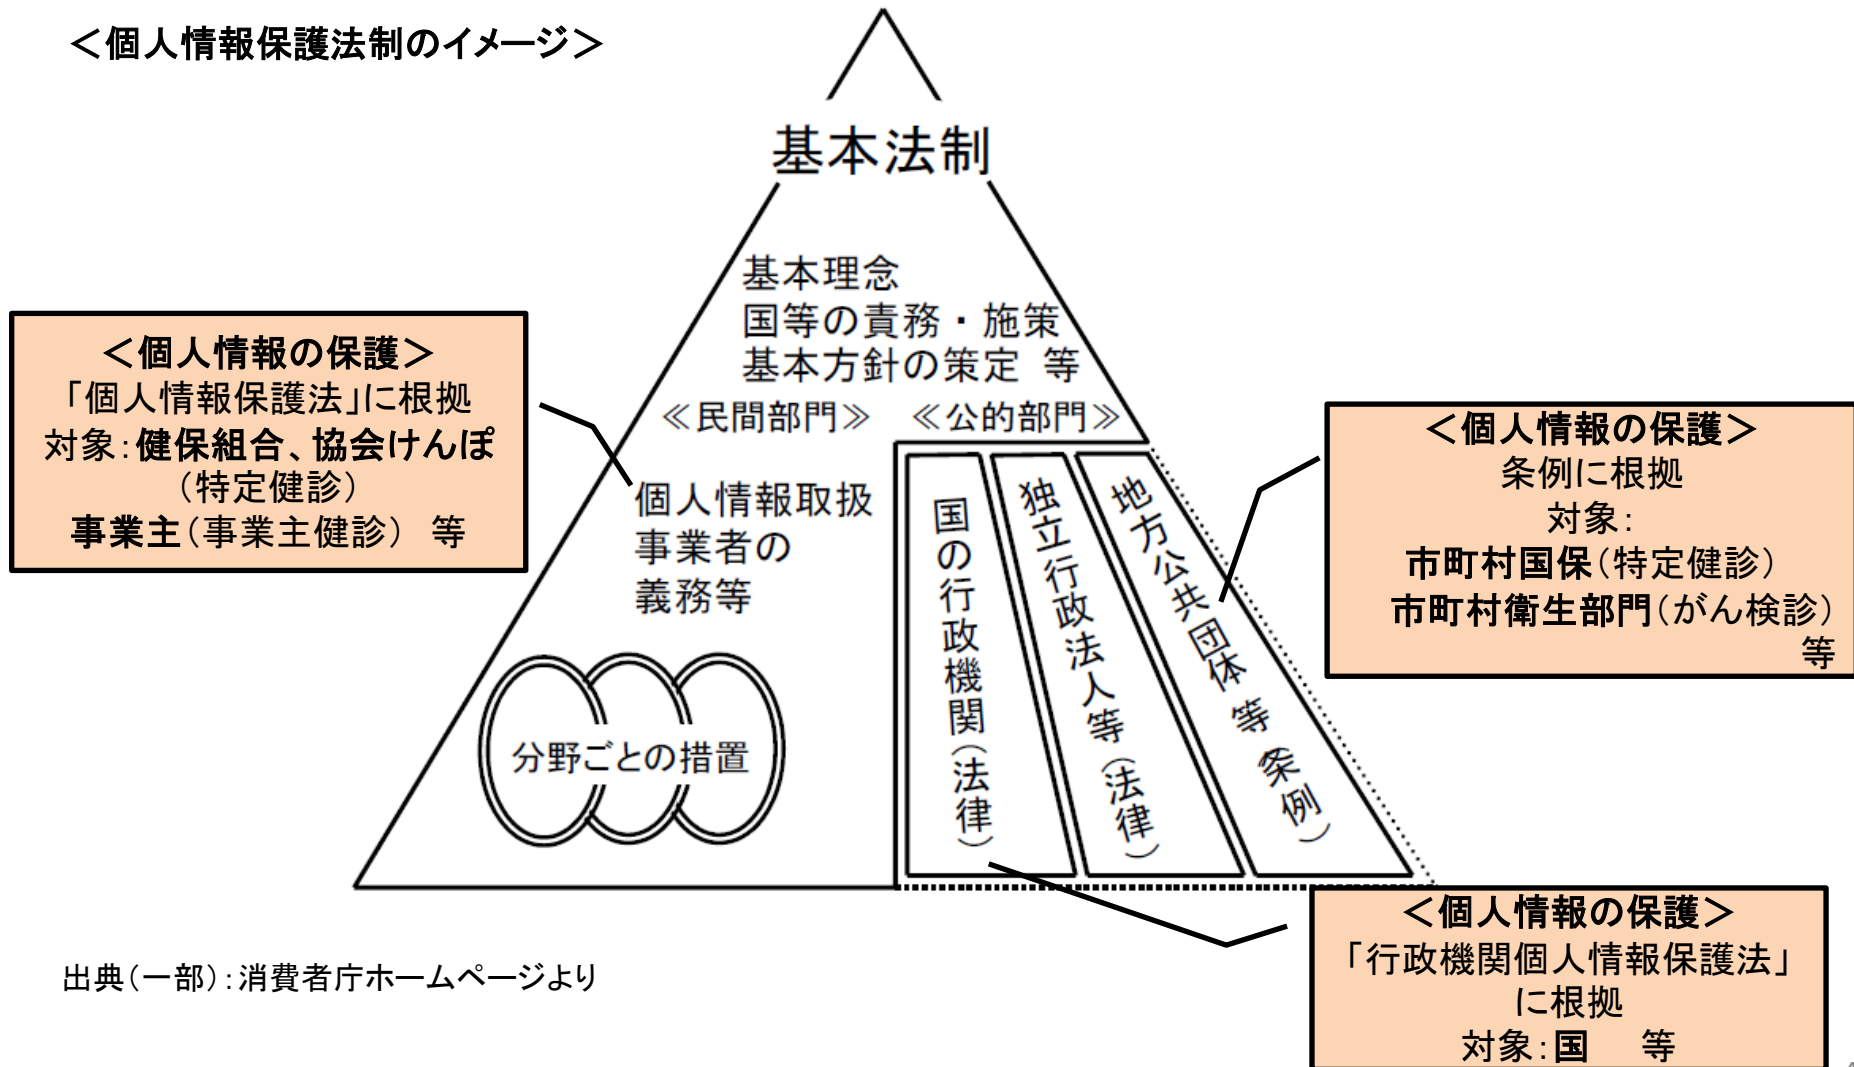 ＜個人情報保護法制のイメージ＞
基本法制
基本理念
国等の責務・施策
基本方針の策定 等
≪民間部門≫ ≪公的部門≫
＜個人情報の保護＞
「個人情報保護法」に根拠
対象：健保組合、協会けんぽ
（特定健診）
事業主（事業主健診） 等
個人情報取扱
事業者の
義務等
分野ごとの措置
国の行政機関（法律）
独立行政法人等（法律）
地方公共団体 等（条例）
＜個人情報の保護＞
条例に根拠
対象：
市町村国保（特定健診）
市町村衛生部門（がん検診）
等
＜個人情報の保護＞
「行政機関個人情報保護法」
に根拠
対象：国 等
出典（一部）：消費者庁ホームページより